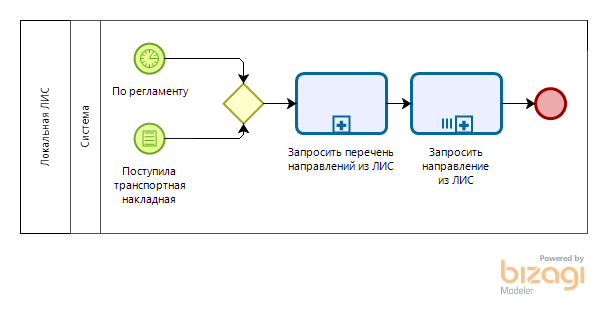 Локальная ЛИС
Система
По регламенту
Поступила
транспортная
накладная
Запросить перечень
направлений из ЛИС
Запросить
направление
из ЛИС
Powered by
bizagi
Modeler